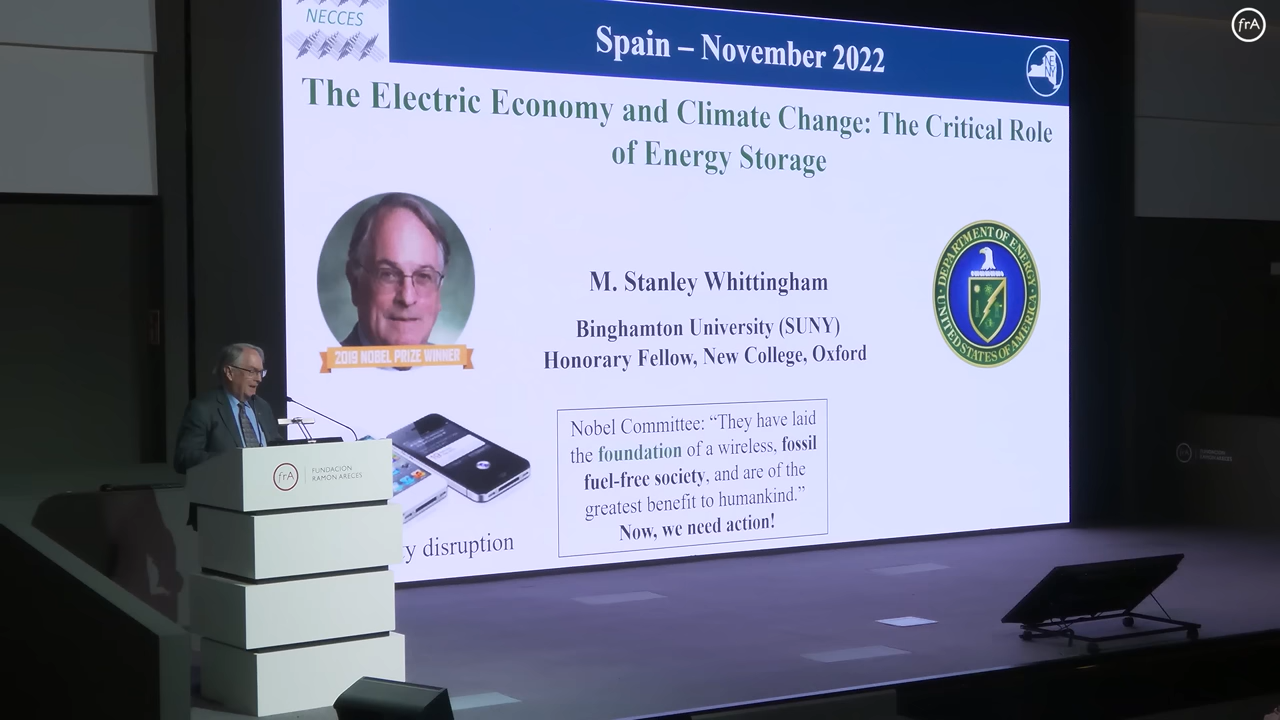 frA
NECCES
Spain – November 2022
The Electric Economy and Climate Change: The Critical Role
of Energy Storage
2019 NOBEL PRIZE WINNER
M. Stanley Whittingham
Binghamton University (SUNY)
Honorary Fellow, New College, Oxford
DEPARTMENT OF ENERGY
UNITED STATES OF AMERICA
Nobel Committee: “They have laid
the foundation of a wireless, fossil
fuel-free society, and are of the
greatest benefit to humankind.”
Now, we need action!
disruption
frA
FUNDACIÓN
RAMÓN ARECES